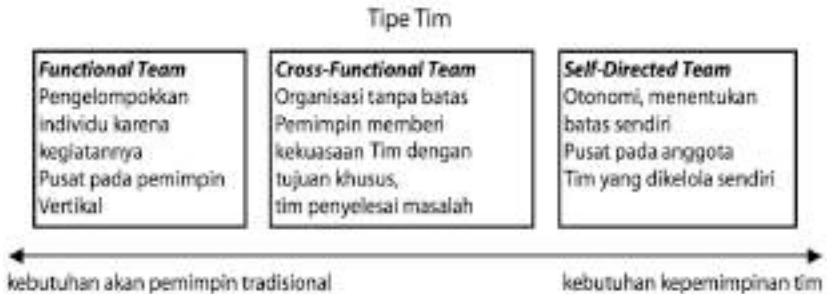 Tipe Tim
Functional Team
Pengelompokkan
individu karena
kegiatannya
Pusat pada pemimpin
Vertikal
Cross-Functional Team
Organisasi tanpa batas
Pemimpin memberi
kekuasaan Tim dengan
tujuan khusus,
tim penyelesai masalah
Self-Directed Team
Otonomi, menentukan
batas sendiri
Pusat pada anggota
Tim yang dikelola sendiri
kebutuhan akan pemimpin tradisional
kebutuhan kepemimpinan tim